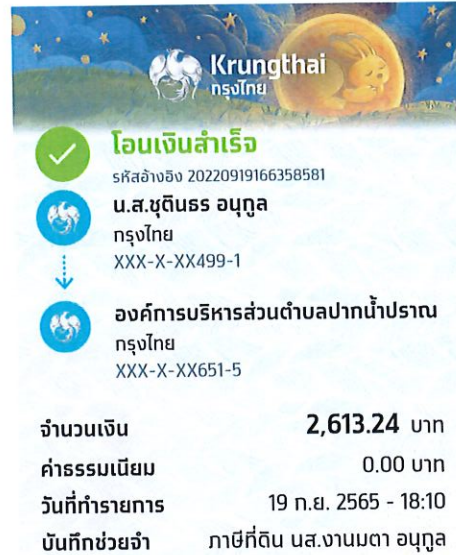 Krungthai
กรุงไทย
โอนเงินสำเร็จ
รหัสอ้างอิง 20220919166358581
น.ส.ชุตินธร อนุกูล
กรุงไทย
XXX-X-XX499-1
องค์การบริหารส่วนตำบลปากน้ำปราณ
กรุงไทย
XXX-X-XX651-5
จำนวนเงิน 2,613.24 บาท
ค่าธรรมเนียม 0.00 บาท
วันที่ทำรายการ 19 ก.ย. 2565 - 18:10
บันทึกช่วยจำ ภาษีที่ดิน นส.งานมตา อนุกูล